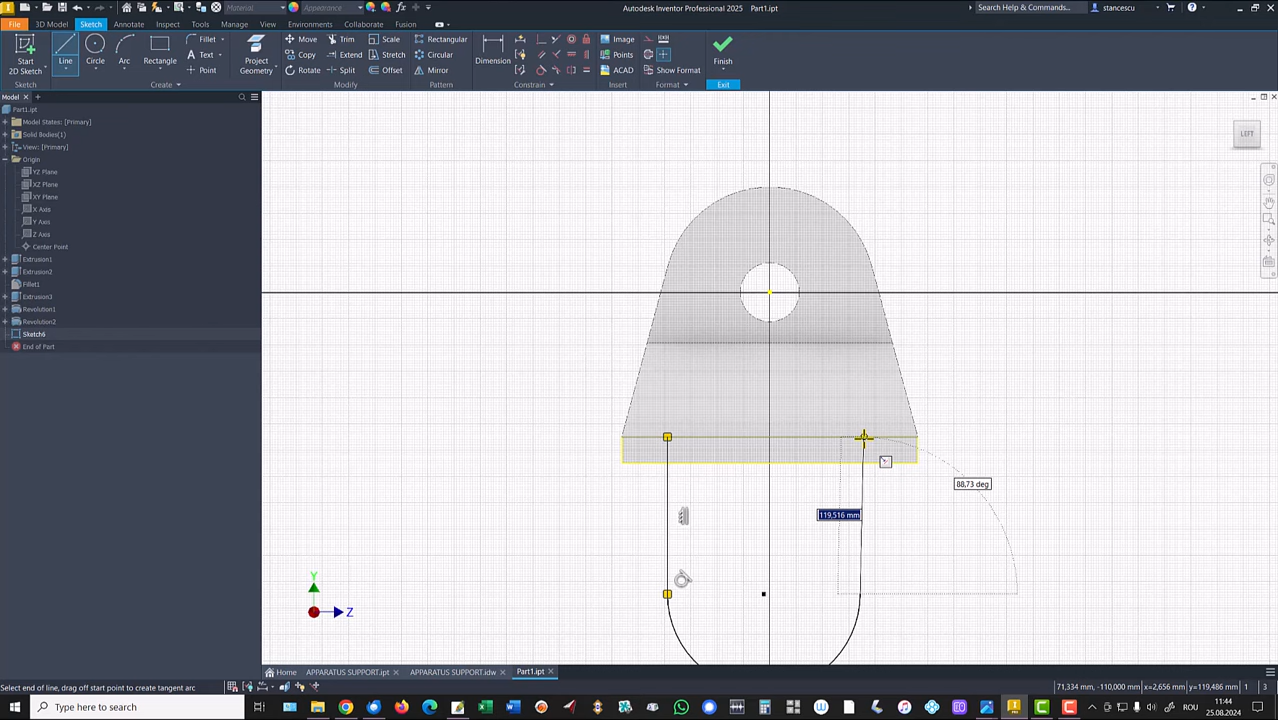 Material
Appearance
Autodesk Inventor Professional 2025 Part1.ipt
Search Help & Commands...
stancescu
File 3D Model Sketch Annotate Inspect Tools Manage View Environments Get Started Collaborate Fusion
Start
2D Sketch
Line
Circle
Arc
Rectangle
Fillet
Text
Point
Project
Geometry
Move
Copy
Rotate
Trim
Extend
Split
Scale
Stretch
Offset
Rectangular
Circular
Mirror
Dimension
Image
Points
ACAD
Show Format
Finish
Sketch Create Modify Pattern Constrain Insert Format Exit
Model
Part1.ipt
Model States: [Primary]
Solid Bodies(1)
View: [Primary]
Origin
YZ Plane
XZ Plane
XY Plane
X Axis
Y Axis
Z Axis
Center Point
Extrusion1
Extrusion2
Fillet1
Extrusion3
Revolution1
Revolution2
Sketch6
End of Part
LEFT
88,73 deg
119,516 mm
Y
Z
Home APPARATUS SUPPORT.ipt APPARATUS SUPPORT.idw Part1.ipt
Select end of line, drag off start point to create tangent arc
71,334 mm, -110,000 mm x=2,656 mm y=119,486 mm 1 3
Type here to search
ROU
11:44
25.08.2024